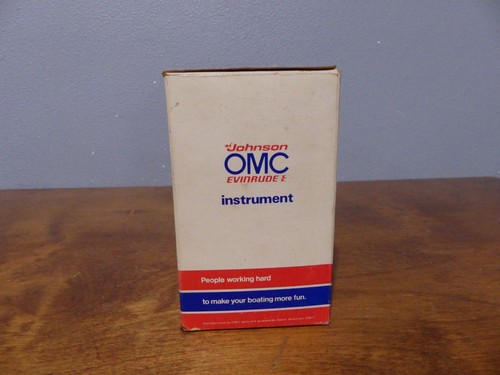 Johnson
OMC
EVINRUDE
instrument
People working hard
to make your boating more fun.